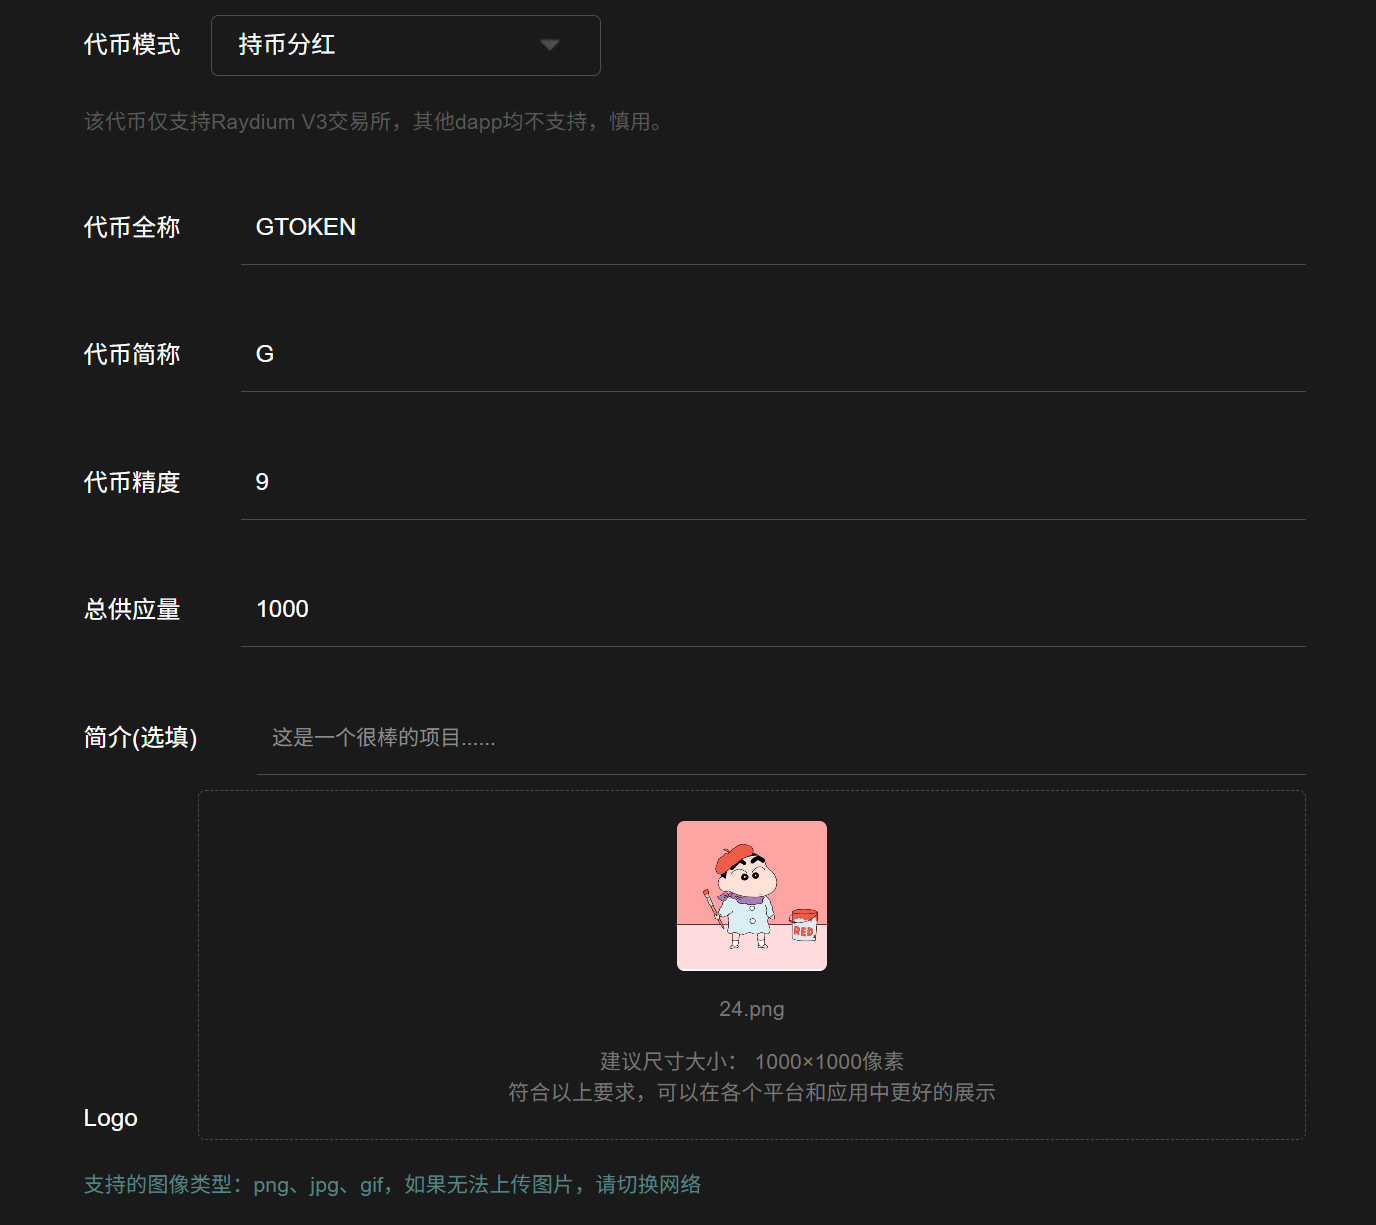 代币模式 持币分红
该代币仅支持Raydium V3交易所，其他dapp均不支持，慎用。
代币全称 GTOKEN
代币简称 G
代币精度 9
总供应量 1000
简介(选填) 这是一个很棒的项目......
RED
24.png
建议尺寸大小： 1000×1000像素
符合以上要求，可以在各个平台和应用中更好的展示
Logo
支持的图像类型：png、jpg、gif，如果无法上传图片，请切换网络